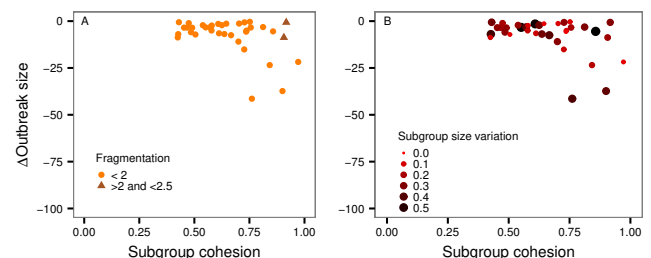 A
B
ΔOutbreak size
0
−25
−50
−75
−100
0
−25
−50
−75
−100
Fragmentation
< 2
>2 and <2.5
Subgroup size variation
0.0
0.1
0.2
0.3
0.4
0.5
0.00 0.25 0.50 0.75 1.00
0.00 0.25 0.50 0.75 1.00
Subgroup cohesion
Subgroup cohesion